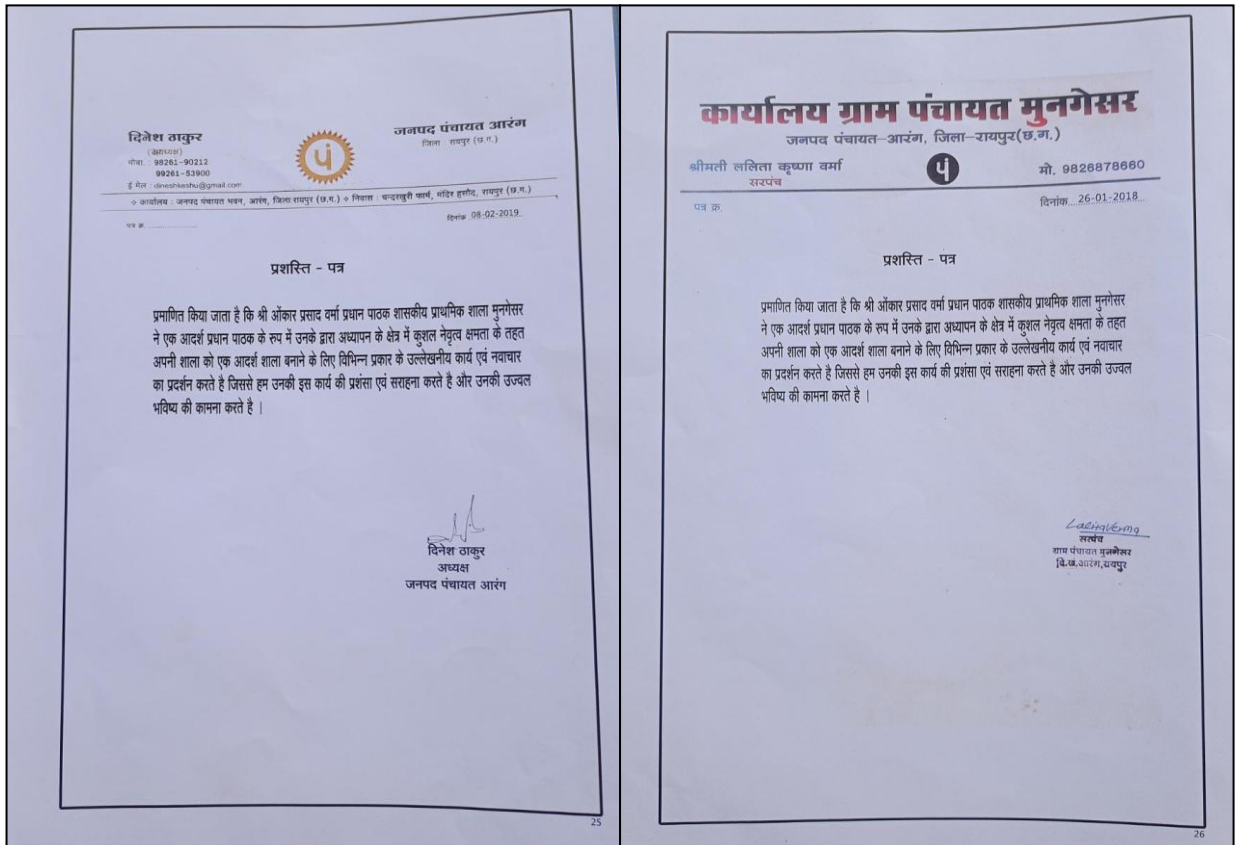 दिनेश ठाकुर
(अध्यक्ष)
मोबा. : 98261-90212
99261-53900
ई मेल : dineshkeshu@gmail.com
पं
जनपद पंचायत आरंग
जिला : रायपुर (छ.ग.)
❖ कार्यालय : जनपद पंचायत भवन, आरंग, जिला रायपुर (छ.ग.) ❖ निवास : चन्दखुरी फार्म, मंदिर हसौद, रायपुर (छ.ग.)
पत्र क्र. ....................
दिनांक 08-02-2019
प्रशस्ति - पत्र
प्रमाणित किया जाता है कि श्री ओंकार प्रसाद वर्मा प्रधान पाठक शासकीय प्राथमिक शाला मुनगेसर
ने एक आदर्श प्रधान पाठक के रुप में उनके द्वारा अध्यापन के क्षेत्र में कुशल नेवृत्व क्षमता के तहत
अपनी शाला को एक आदर्श शाला बनाने के लिए विभिन्न प्रकार के उल्लेखनीय कार्य एवं नवाचार
का प्रदर्शन करते है जिससे हम उनकी इस कार्य की प्रशंसा एवं सराहना करते है और उनकी उज्वल
भविष्य की कामना करते है |
दिनेश ठाकुर
अध्यक्ष
जनपद पंचायत आरंग
25
कार्यालय ग्राम पंचायत मुनगेसर
जनपद पंचायत-आरंग, जिला-रायपुर(छ.ग.)
श्रीमती ललिता कृष्णा वर्मा
सरपंच
पं
मो. 9826878660
पत्र क्र.
दिनांक...26-01-2018...
प्रशस्ति - पत्र
प्रमाणित किया जाता है कि श्री ओंकार प्रसाद वर्मा प्रधान पाठक शासकीय प्राथमिक शाला मुनगेसर
ने एक आदर्श प्रधान पाठक के रुप में उनके द्वारा अध्यापन के क्षेत्र में कुशल नेवृत्व क्षमता के तहत
अपनी शाला को एक आदर्श शाला बनाने के लिए विभिन्न प्रकार के उल्लेखनीय कार्य एवं नवाचार
का प्रदर्शन करते है जिससे हम उनकी इस कार्य की प्रशंसा एवं सराहना करते है और उनकी उज्वल
भविष्य की कामना करते है |
Lalita Verma
सरपंच
ग्राम पंचायत मुनगेसर
वि.खं.आरंग,रायपुर
26